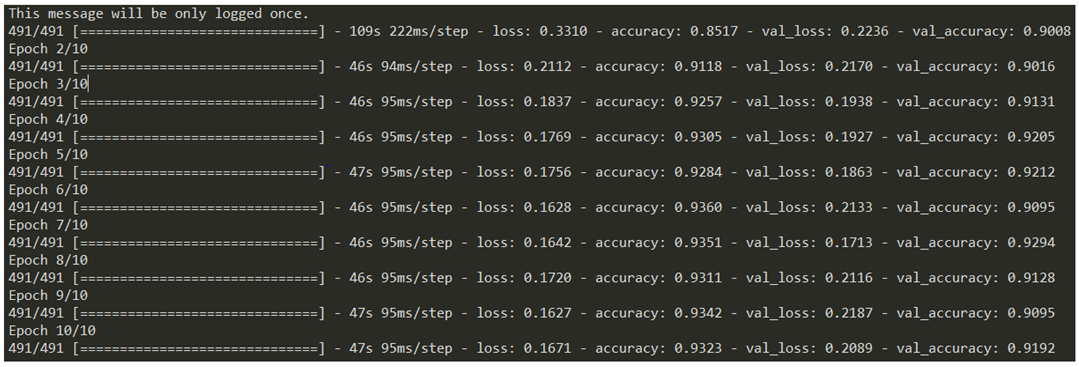 This message will be only logged once.
491/491 [==============================] - 109s 222ms/step - loss: 0.3310 - accuracy: 0.8517 - val_loss: 0.2236 - val_accuracy: 0.9008
Epoch 2/10
491/491 [==============================] - 46s 94ms/step - loss: 0.2112 - accuracy: 0.9118 - val_loss: 0.2170 - val_accuracy: 0.9016
Epoch 3/10
491/491 [==============================] - 46s 95ms/step - loss: 0.1837 - accuracy: 0.9257 - val_loss: 0.1938 - val_accuracy: 0.9131
Epoch 4/10
491/491 [==============================] - 46s 95ms/step - loss: 0.1769 - accuracy: 0.9305 - val_loss: 0.1927 - val_accuracy: 0.9205
Epoch 5/10
491/491 [==============================] - 47s 95ms/step - loss: 0.1756 - accuracy: 0.9284 - val_loss: 0.1863 - val_accuracy: 0.9212
Epoch 6/10
491/491 [==============================] - 46s 95ms/step - loss: 0.1628 - accuracy: 0.9360 - val_loss: 0.2133 - val_accuracy: 0.9095
Epoch 7/10
491/491 [==============================] - 46s 95ms/step - loss: 0.1642 - accuracy: 0.9351 - val_loss: 0.1713 - val_accuracy: 0.9294
Epoch 8/10
491/491 [==============================] - 46s 95ms/step - loss: 0.1720 - accuracy: 0.9311 - val_loss: 0.2116 - val_accuracy: 0.9128
Epoch 9/10
491/491 [==============================] - 47s 95ms/step - loss: 0.1627 - accuracy: 0.9342 - val_loss: 0.2187 - val_accuracy: 0.9095
Epoch 10/10
491/491 [==============================] - 47s 95ms/step - loss: 0.1671 - accuracy: 0.9323 - val_loss: 0.2089 - val_accuracy: 0.9192